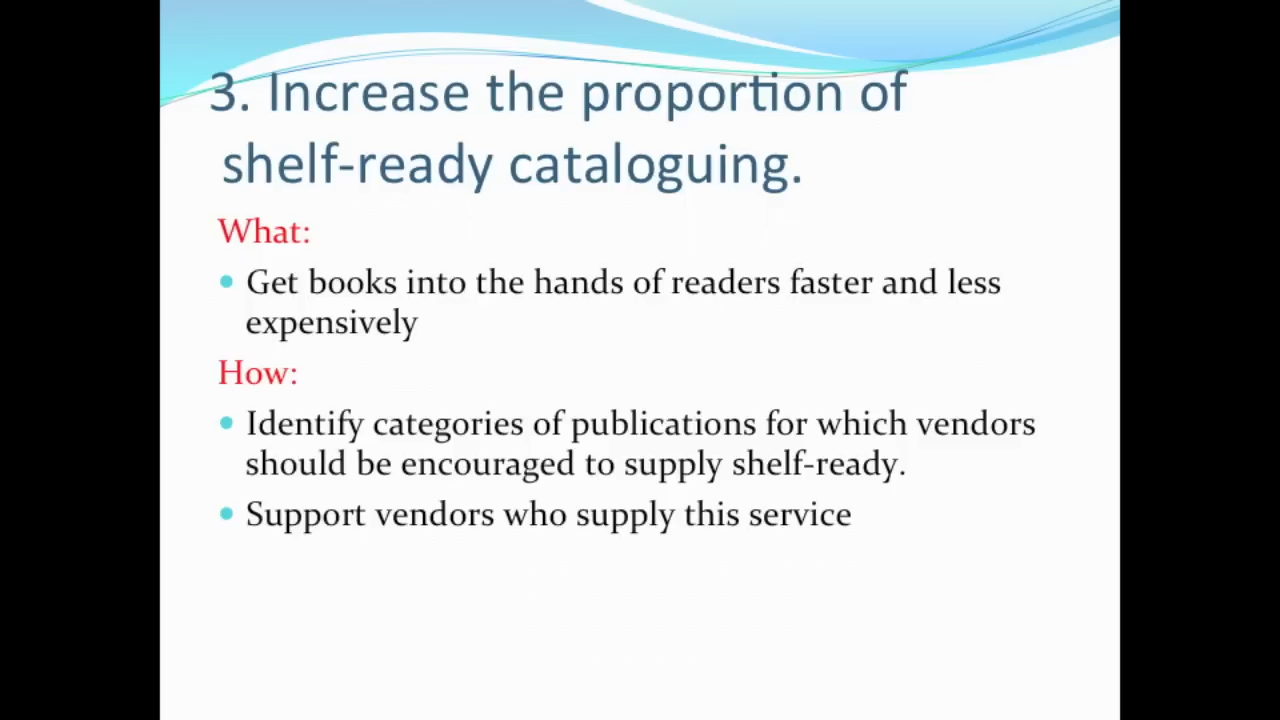 3. Increase the proportion of
shelf-ready cataloguing.
What:
• Get books into the hands of readers faster and less
expensively
How:
• Identify categories of publications for which vendors
should be encouraged to supply shelf-ready.
• Support vendors who supply this service